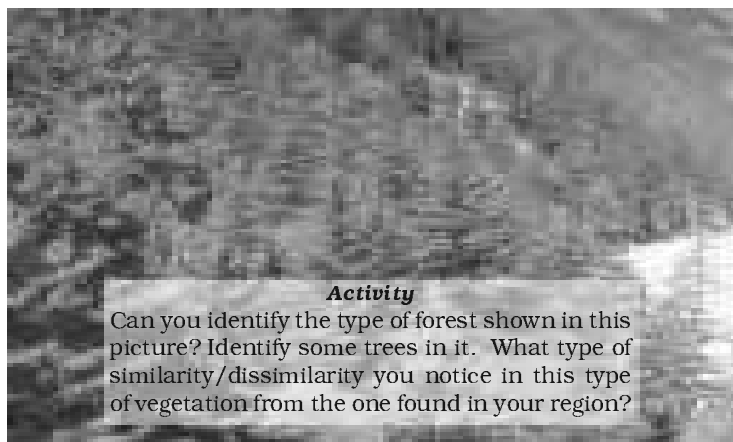 Activity
Can you identify the type of forest shown in this
picture? Identify some trees in it. What type of
similarity/dissimilarity you notice in this type
of vegetation from the one found in your region?